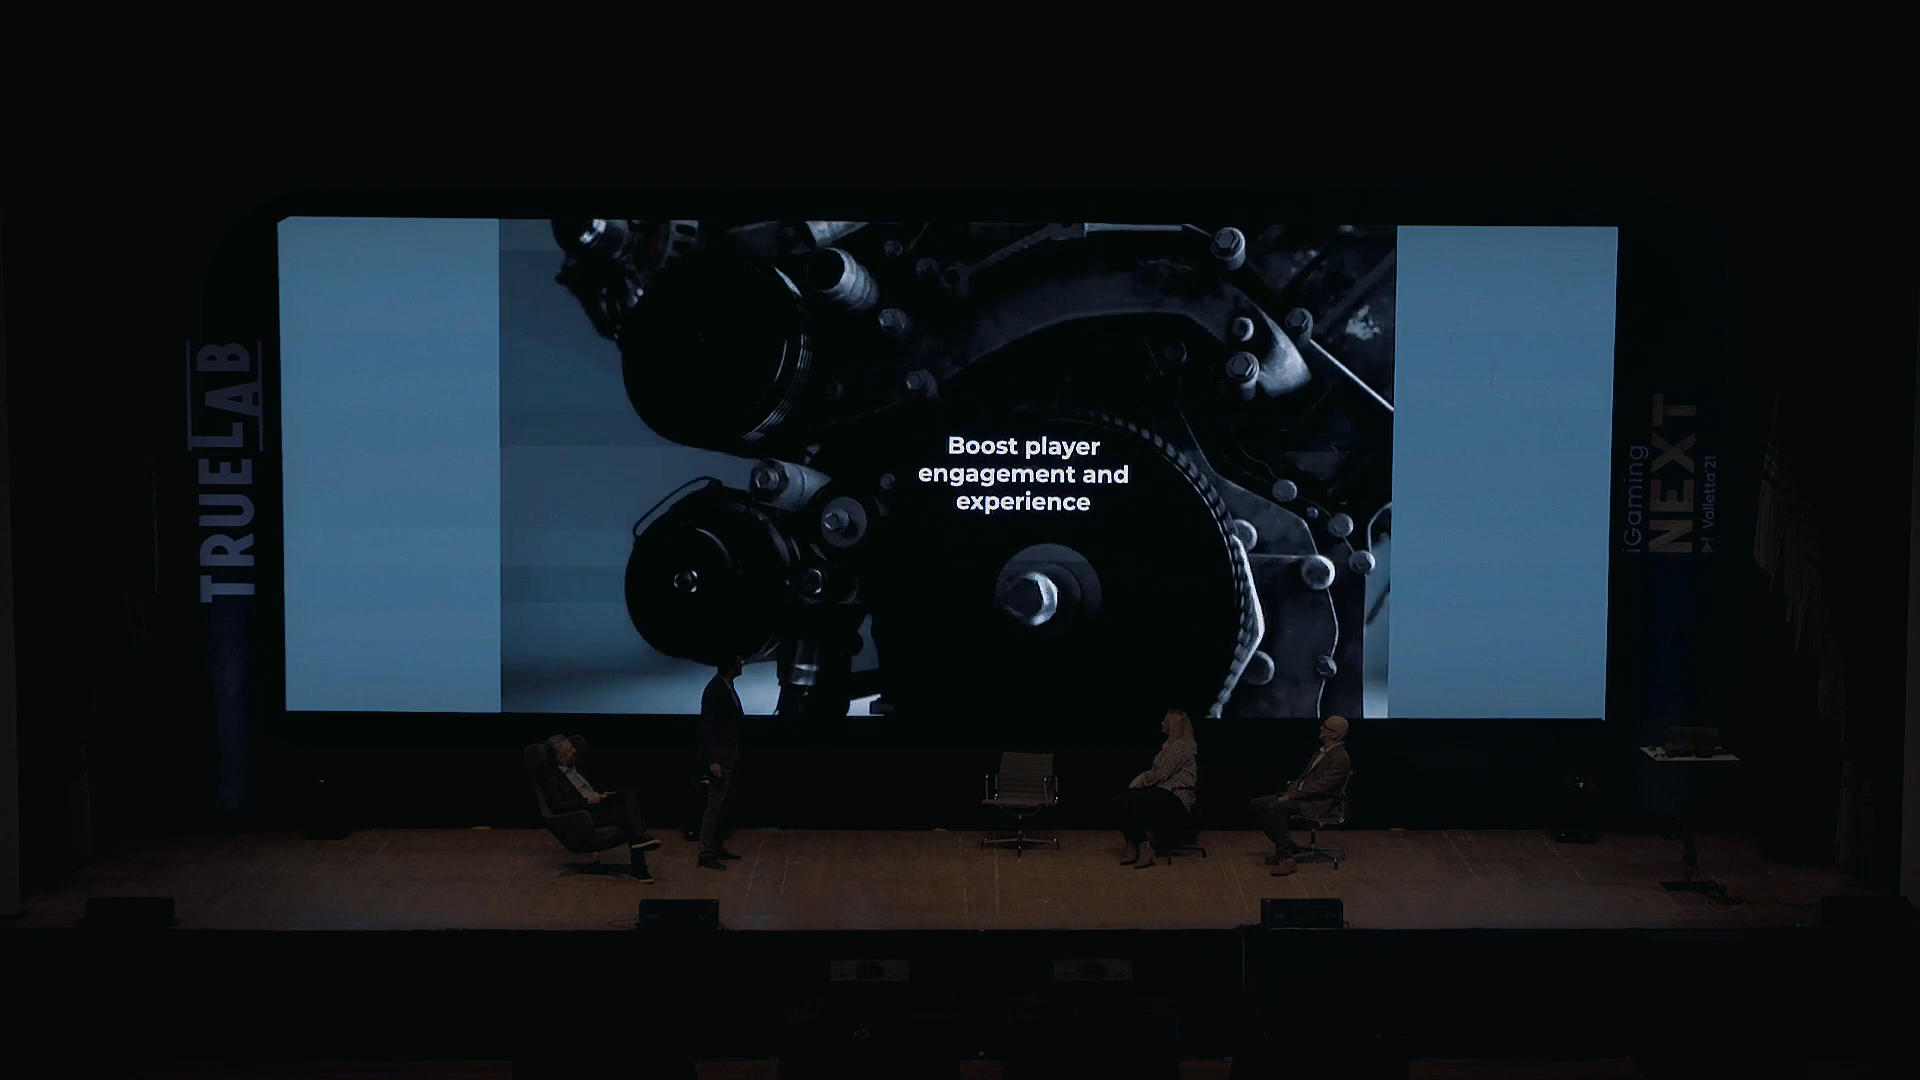 TRUELAB
Boost player
engagement and
experience
iGaming
NEXT
Valletta'21